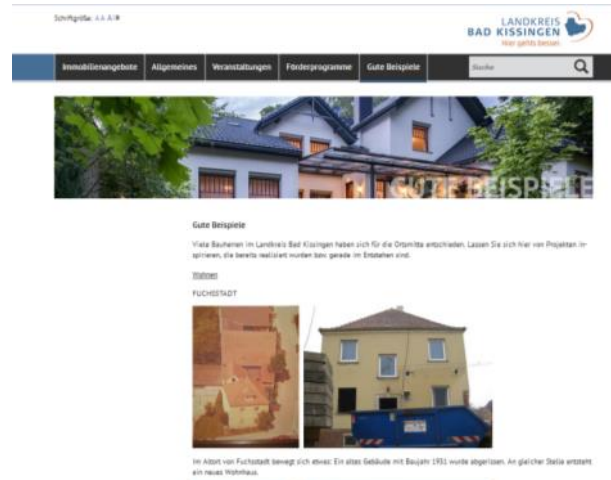 Schriftgröße: A A A
LANDKREIS
BAD KISSINGEN
Hier gehts besser.
Immobilienangebote Allgemeines Veranstaltungen Förderprogramme Gute Beispiele Suche
GUTE BEISPIELE
Gute Beispiele
Viele Bauherren im Landkreis Bad Kissingen haben sich für die Ortsmitte entschieden. Lassen Sie sich hier von Projekten in-
spirieren, die bereits realisiert wurden bzw. gerade im Entstehen sind.
Wohnen
FUCHSSTADT
Im Altort von Fuchsstadt bewegt sich etwas: Ein altes Gebäude mit Baujahr 1931 wurde abgerissen. An gleicher Stelle entsteht
ein neues Wohnhaus.